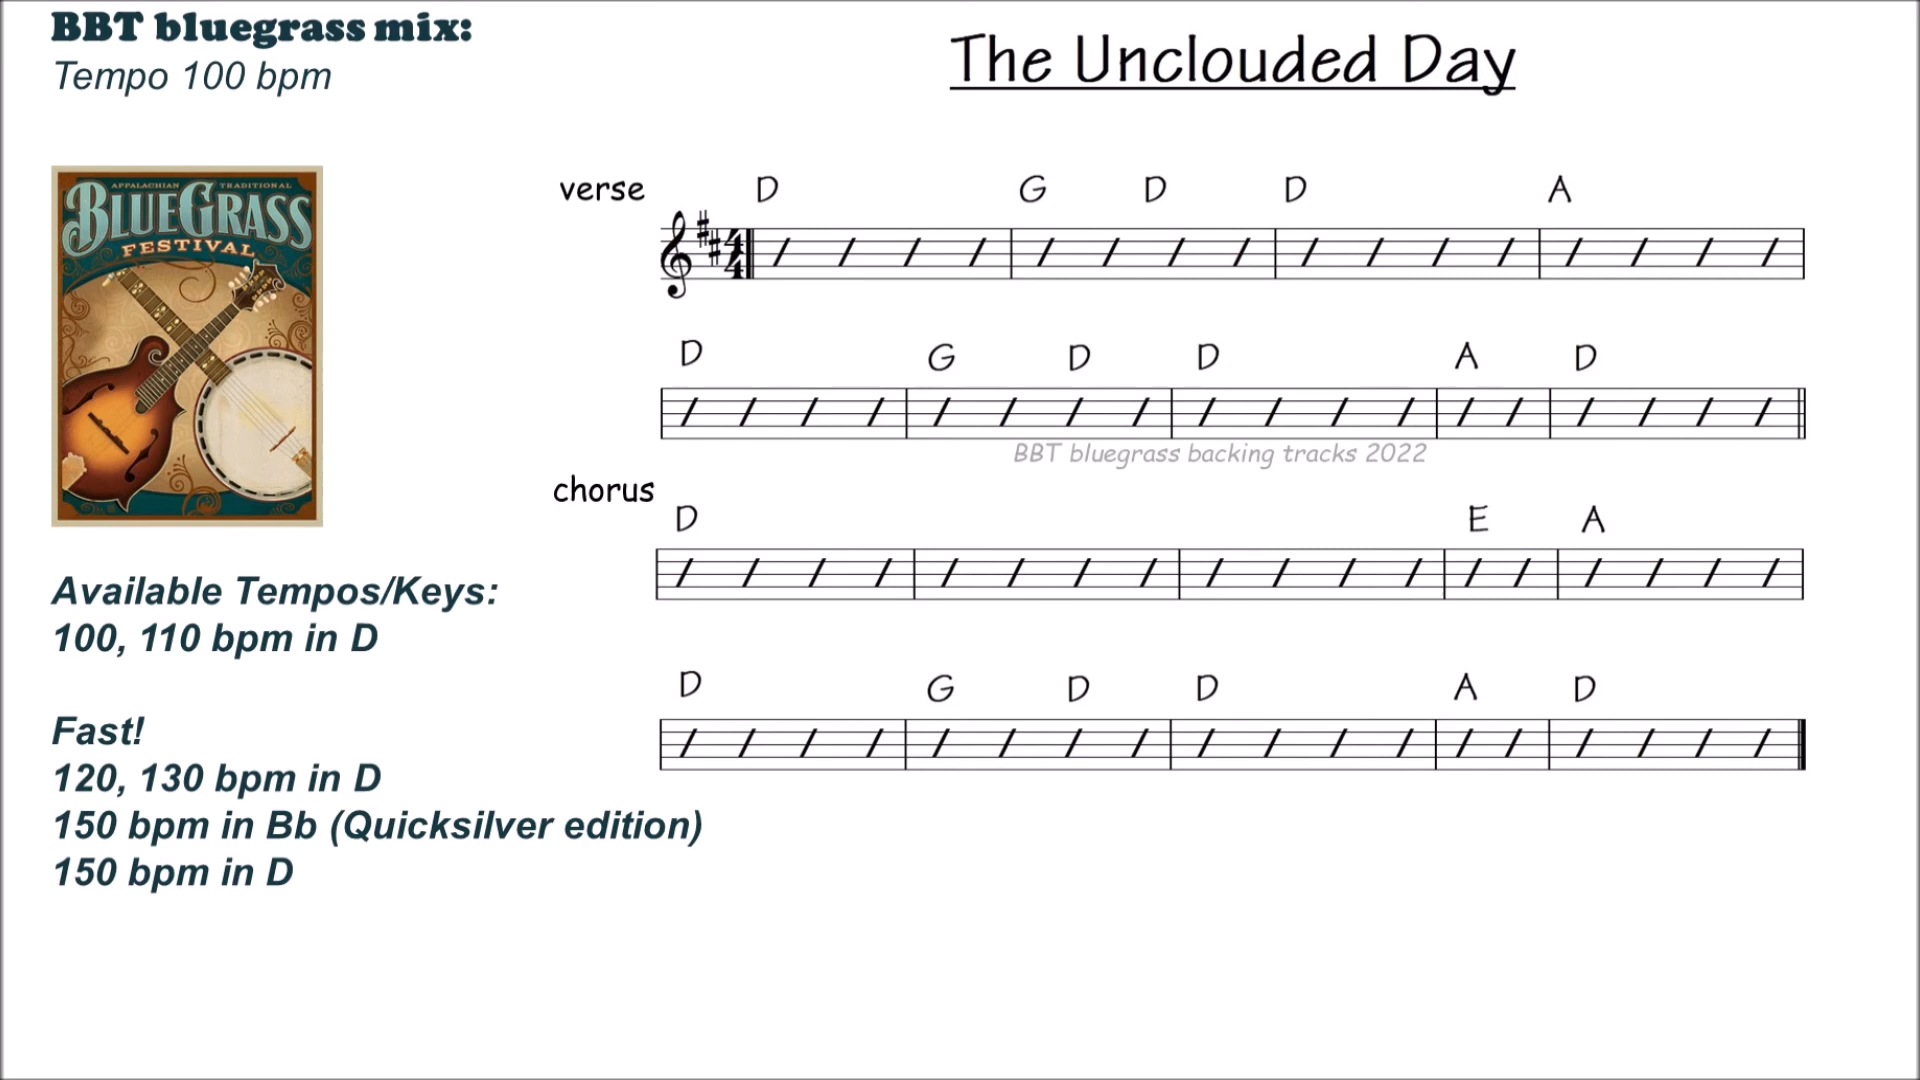 BBT bluegrass mix:
Tempo 100 bpm
APPALACHIAN TRADITIONAL
BLUEGRASS
FESTIVAL
Available Tempos/Keys:
100, 110 bpm in D
Fast!
120, 130 bpm in D
150 bpm in Bb (Quicksilver edition)
150 bpm in D
The Unclouded Day
verse D G D D A
4
4
D G D D A D
BBT bluegrass backing tracks 2022
chorus
D E A
D G D D A D